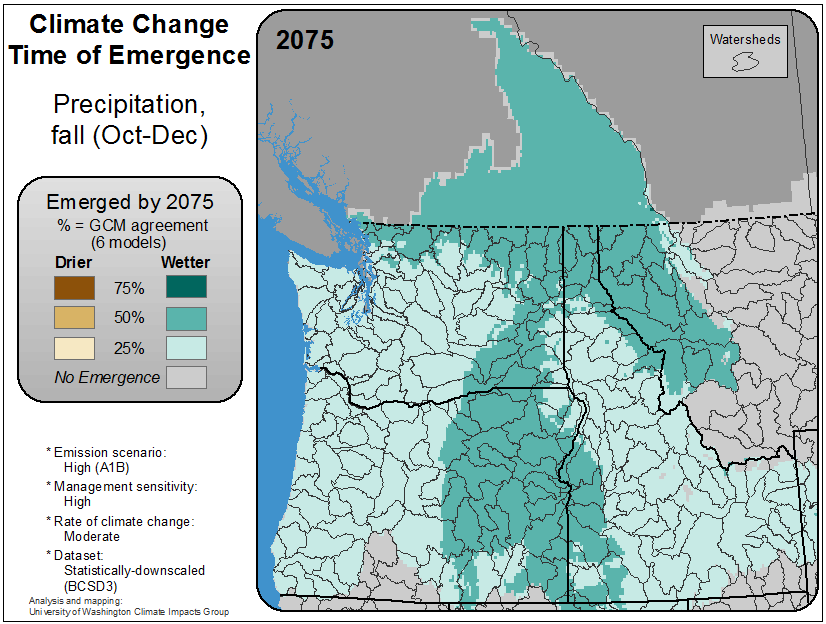 Climate Change
Time of Emergence
Precipitation,
fall (Oct-Dec)
Emerged by 2075
% = GCM agreement
(6 models)
Drier Wetter
75%
50%
25%
No Emergence
* Emission scenario:
High (A1B)
* Management sensitivity:
High
* Rate of climate change:
Moderate
* Dataset:
Statistically-downscaled
(BCSD3)
Analysis and mapping:
University of Washington Climate Impacts Group
2075
Watersheds